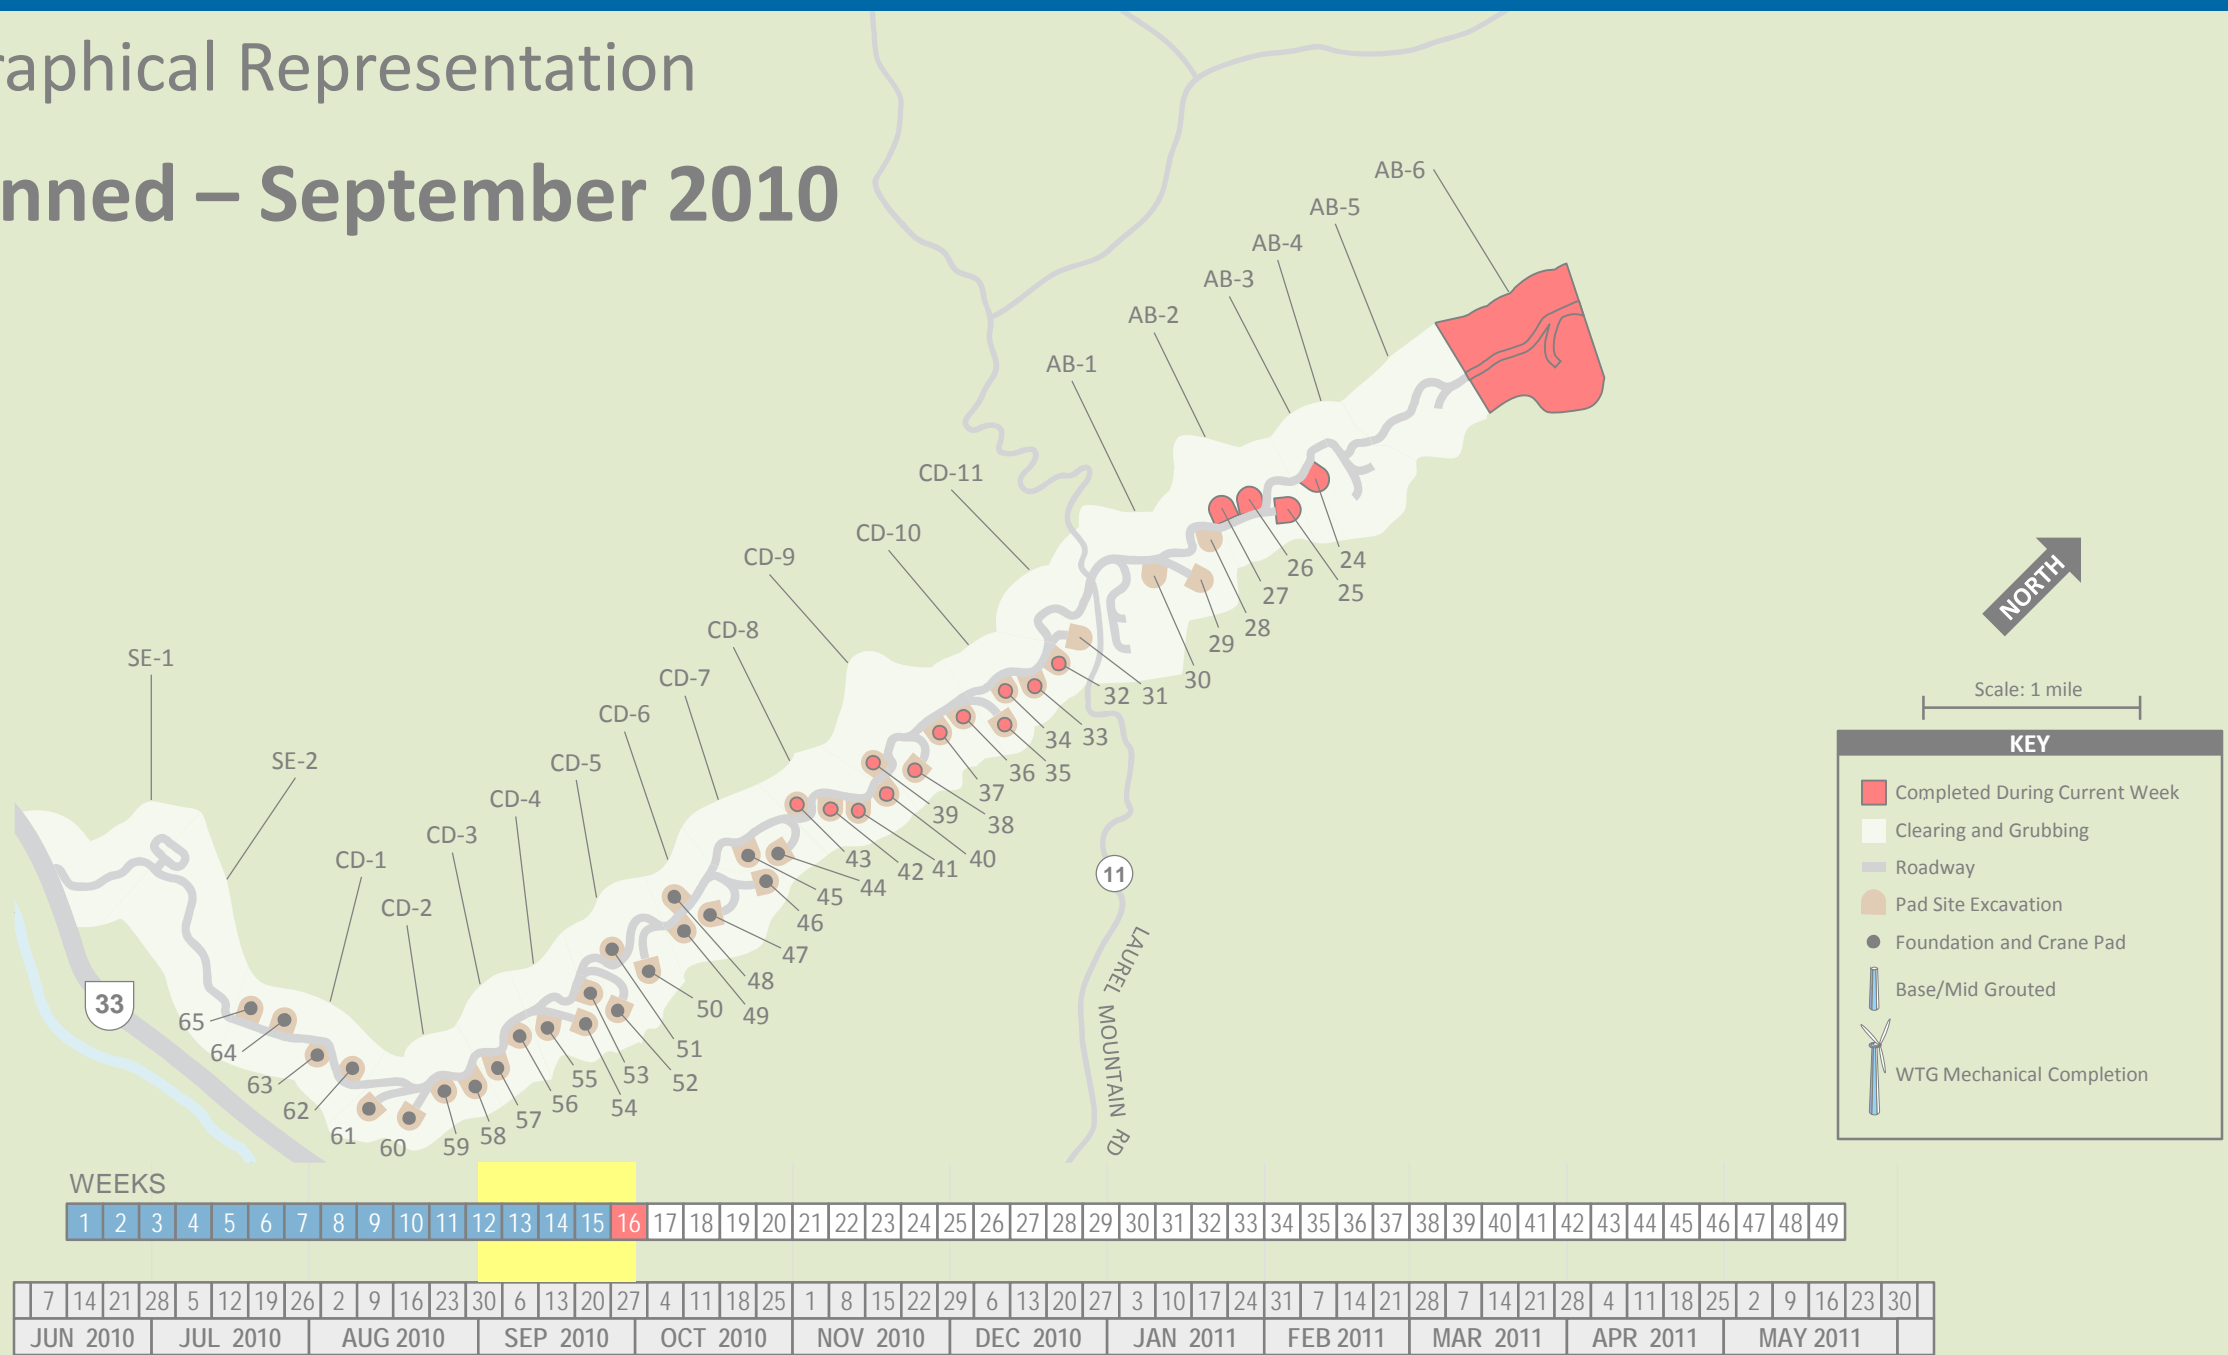 raphical Representation
nned – September 2010
AB-6
AB-5
AB-4
AB-3
AB-2
AB-1
CD-11
CD-10
CD-9
CD-8
CD-7
CD-6
CD-5
CD-4
CD-3
CD-2
CD-1
SE-2
SE-1
24
25
26
27
28
29
30
31
32
33
34
35
36
37
38
39
40
41
42
43
44
45
46
47
48
49
50
51
52
53
54
55
56
57
58
59
60
61
62
63
64
65
33
11
LAUREL MOUNTAIN RD
NORTH
Scale: 1 mile
KEY
Completed During Current Week
Clearing and Grubbing
Roadway
Pad Site Excavation
Foundation and Crane Pad
Base/Mid Grouted
WTG Mechanical Completion
WEEKS
1 2 3 4 5 6 7 8 9 10 11 12 13 14 15 16 17 18 19 20 21 22 23 24 25 26 27 28 29 30 31 32 33 34 35 36 37 38 39 40 41 42 43 44 45 46 47 48 49
7 14 21 28 5 12 19 26 2 9 16 23 30 6 13 20 27 4 11 18 25 1 8 15 22 29 6 13 20 27 3 10 17 24 31 7 14 21 28 7 14 21 28 4 11 18 25 2 9 16 23 30
JUN 2010 JUL 2010 AUG 2010 SEP 2010 OCT 2010 NOV 2010 DEC 2010 JAN 2011 FEB 2011 MAR 2011 APR 2011 MAY 2011